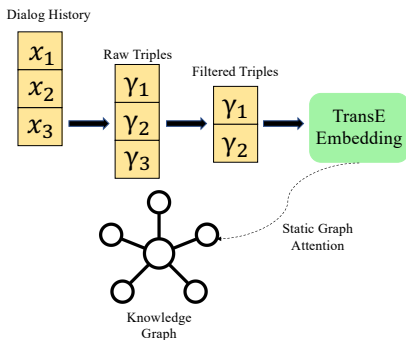 Dialog History
x₁
x₂
x₃
Raw Triples
γ₁
γ₂
γ₃
Filtered Triples
γ₁
γ₂
TransE
Embedding
Static Graph
Attention
Knowledge
Graph